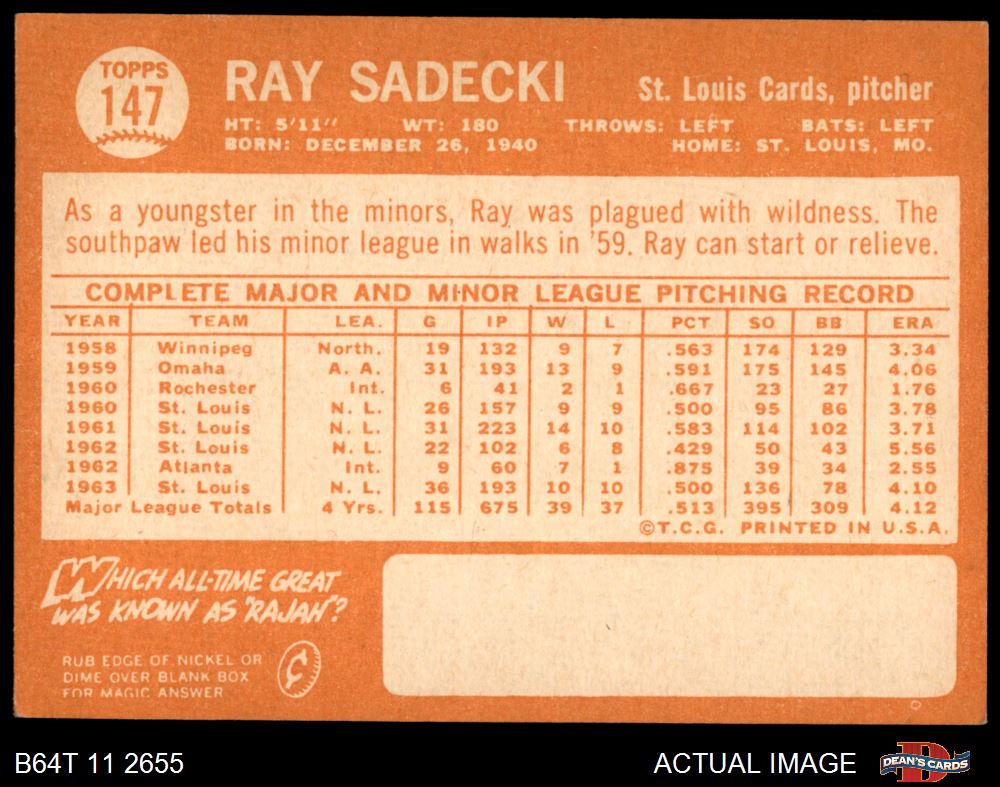 TOPPS
147
RAY SADECKI
St. Louis Cards, pitcher
HT: 5'11" WT: 180 THROWS: LEFT BATS: LEFT
BORN: DECEMBER 26, 1940 HOME: ST. LOUIS, MO.
As a youngster in the minors, Ray was plagued with wildness. The
southpaw led his minor league in walks in '59. Ray can start or relieve.
COMPLETE MAJOR AND MINOR LEAGUE PITCHING RECORD
YEAR TEAM LEA. G IP W L PCT SO BB ERA
1958 Winnipeg North. 19 132 9 7 .563 174 129 3.34
1959 Omaha A. A. 31 193 13 9 .591 175 145 4.06
1960 Rochester Int. 6 41 2 1 .667 23 27 1.76
1960 St. Louis N. L. 26 157 9 9 .500 95 86 3.78
1961 St. Louis N. L. 31 223 14 10 .583 114 102 3.71
1962 St. Louis N. L. 22 102 6 8 .429 50 43 5.56
1962 Atlanta Int. 9 60 7 1 .875 39 34 2.55
1963 St. Louis N. L. 36 193 10 10 .500 136 78 4.10
Major League Totals 4 Yrs. 115 675 39 37 .513 395 309 4.12
©T.C.G. PRINTED IN U.S.A.
WHICH ALL-TIME GREAT
WAS KNOWN AS "RAJAH"?
RUB EDGE OF NICKEL OR
DIME OVER BLANK BOX
FOR MAGIC ANSWER
B64T 11 2655
ACTUAL IMAGE
DEAN'S CARDS